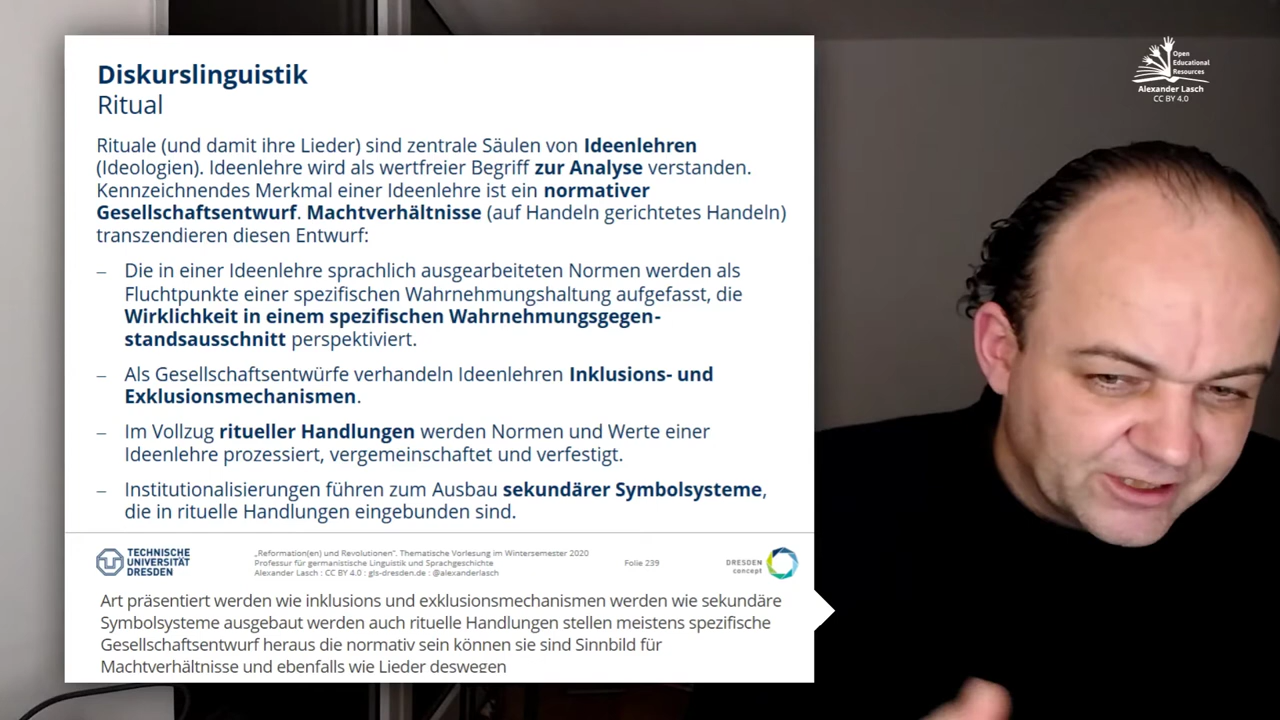 Diskurslinguistik
Ritual
Rituale (und damit ihre Lieder) sind zentrale Säulen von Ideenlehren
(Ideologien). Ideenlehre wird als wertfreier Begriff zur Analyse verstanden.
Kennzeichnendes Merkmal einer Ideenlehre ist ein normativer
Gesellschaftsentwurf. Machtverhältnisse (auf Handeln gerichtetes Handeln)
transzendieren diesen Entwurf:
– Die in einer Ideenlehre sprachlich ausgearbeiteten Normen werden als
Fluchtpunkte einer spezifischen Wahrnehmungshaltung aufgefasst, die
Wirklichkeit in einem spezifischen Wahrnehmungsgegen-
standsausschnitt perspektiviert.
– Als Gesellschaftsentwürfe verhandeln Ideenlehren Inklusions- und
Exklusionsmechanismen.
– Im Vollzug ritueller Handlungen werden Normen und Werte einer
Ideenlehre prozessiert, vergemeinschaftet und verfestigt.
– Institutionalisierungen führen zum Ausbau sekundärer Symbolsysteme,
die in rituelle Handlungen eingebunden sind.
TECHNISCHE
UNIVERSITÄT
DRESDEN
„Reformation(en) und Revolutionen“. Thematische Vorlesung im Wintersemester 2020
Professur für germanistische Linguistik und Sprachgeschichte
Alexander Lasch : CC BY 4.0 : gls-dresden.de : @alexanderlasch
Folie 239
DRESDEN
concept
Art präsentiert werden wie inklusions und exklusionsmechanismen werden wie sekundäre
Symbolsysteme ausgebaut werden auch rituelle Handlungen stellen meistens spezifische
Gesellschaftsentwurf heraus die normativ sein können sie sind Sinnbild für
Machtverhältnisse und ebenfalls wie Lieder deswegen
Open
Educational
Resources
Alexander Lasch
CC BY 4.0